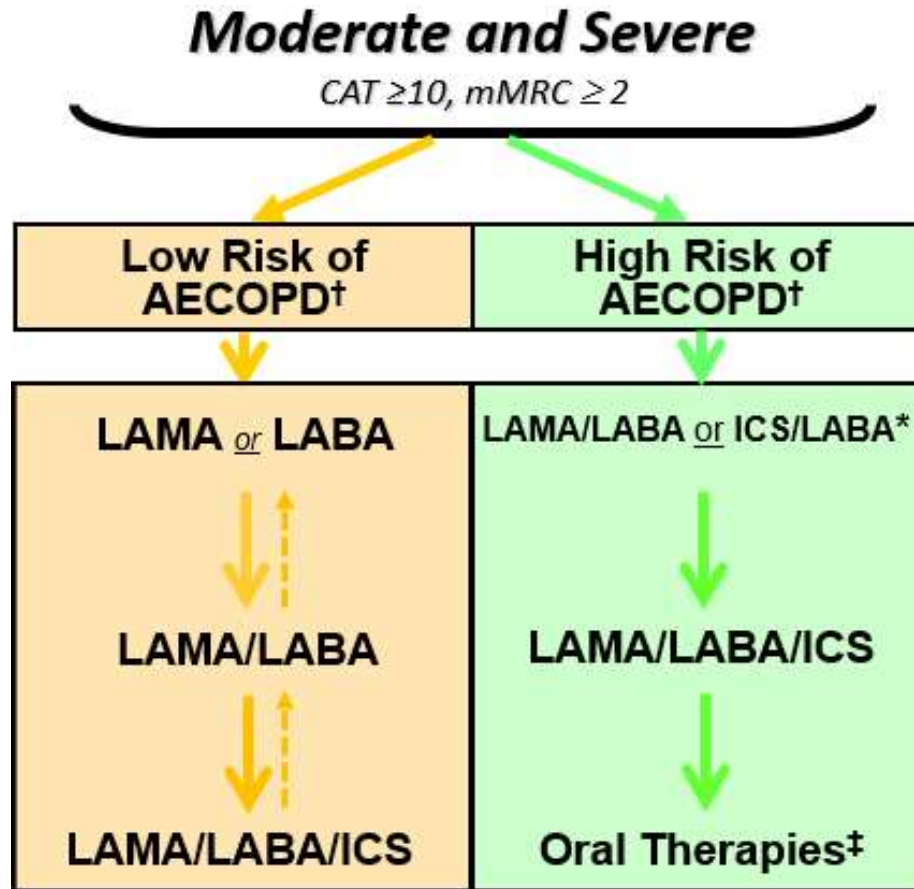 Moderate and Severe
CAT ≥10, mMRC ≥ 2
Low Risk of
AECOPD†
High Risk of
AECOPD†
LAMA or LABA
LAMA/LABA
LAMA/LABA/ICS
LAMA/LABA or ICS/LABA*
LAMA/LABA/ICS
Oral Therapies‡